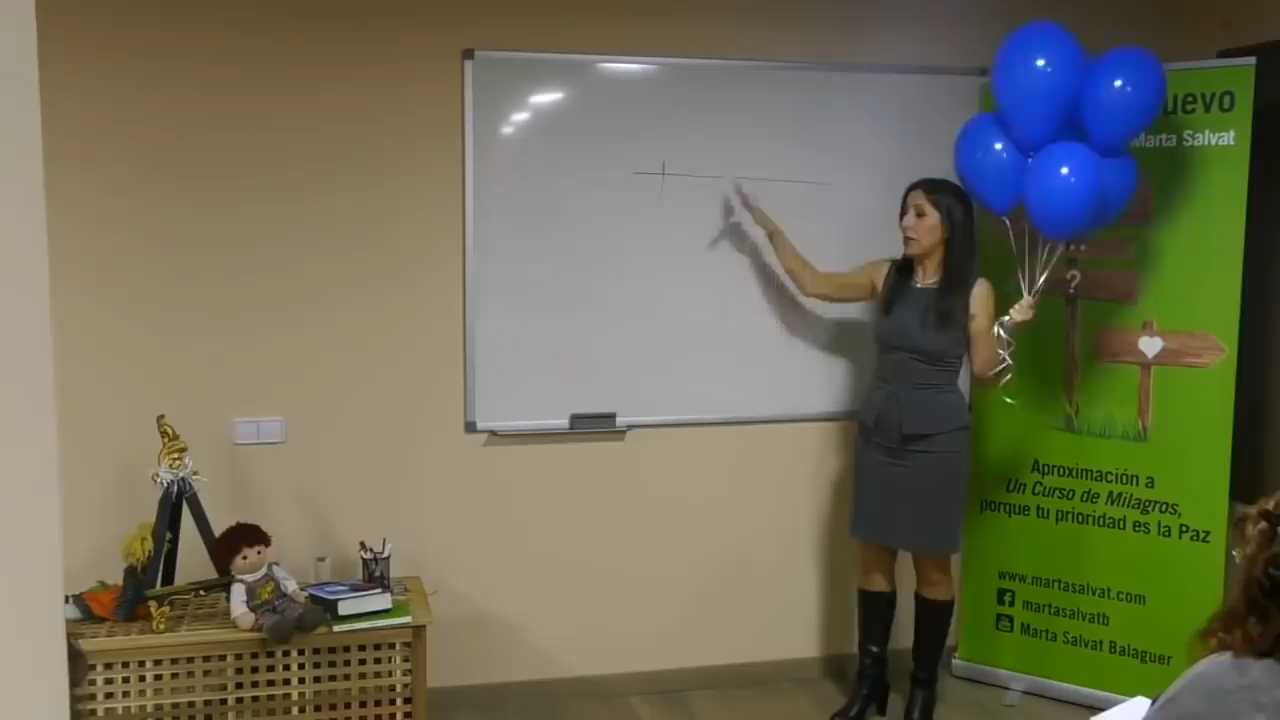 uevo
Marta Salvat
?
Aproximación a
Un Curso de Milagros,
porque tu prioridad es la Paz
www.martasalvat.com
martasalvatb
Marta Salvat Balaguer